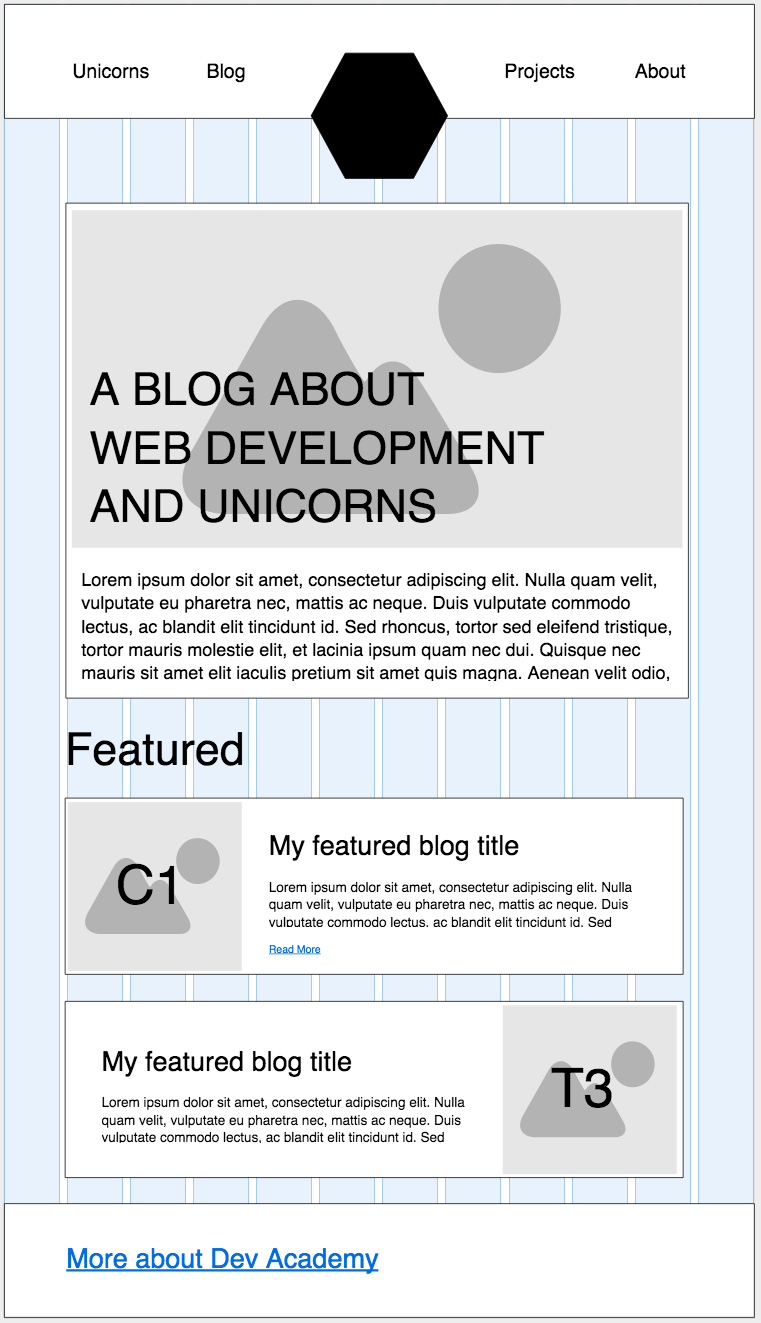 Unicorns
Blog
Projects
About
A BLOG ABOUT
WEB DEVELOPMENT
AND UNICORNS
Lorem ipsum dolor sit amet, consectetur adipiscing elit. Nulla quam velit,
vulputate eu pharetra nec, mattis ac neque. Duis vulputate commodo
lectus, ac blandit elit tincidunt id. Sed rhoncus, tortor sed eleifend tristique,
tortor mauris molestie elit, et lacinia ipsum quam nec dui. Quisque nec
mauris sit amet elit iaculis pretium sit amet quis magna. Aenean velit odio,
Featured
C1
My featured blog title
Lorem ipsum dolor sit amet, consectetur adipiscing elit. Nulla
quam velit, vulputate eu pharetra nec, mattis ac neque. Duis
vulputate commodo lectus, ac blandit elit tincidunt id. Sed
Read More
My featured blog title
Lorem ipsum dolor sit amet, consectetur adipiscing elit. Nulla
quam velit, vulputate eu pharetra nec, mattis ac neque. Duis
vulputate commodo lectus, ac blandit elit tincidunt id. Sed
T3
More about Dev Academy